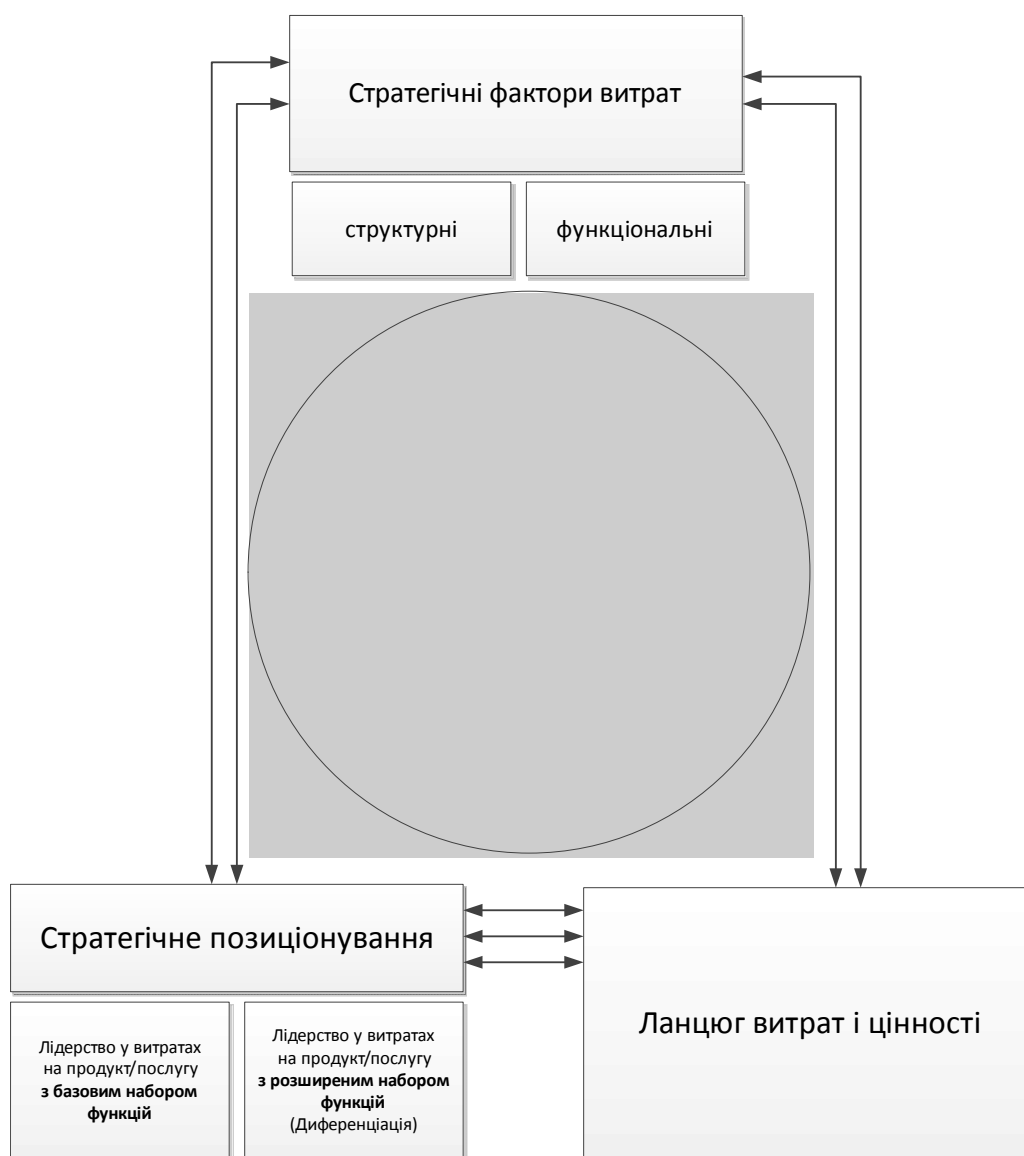 Стратегічні фактори витрат
структурні
функціональні
Стратегічне позиціонування
Лідерство у витратах
на продукт/послугу
з базовим набором
функцій
Лідерство у витратах
на продукт/послугу
з розширеним набором
функцій
(Диференціація)
Ланцюг витрат і цінності